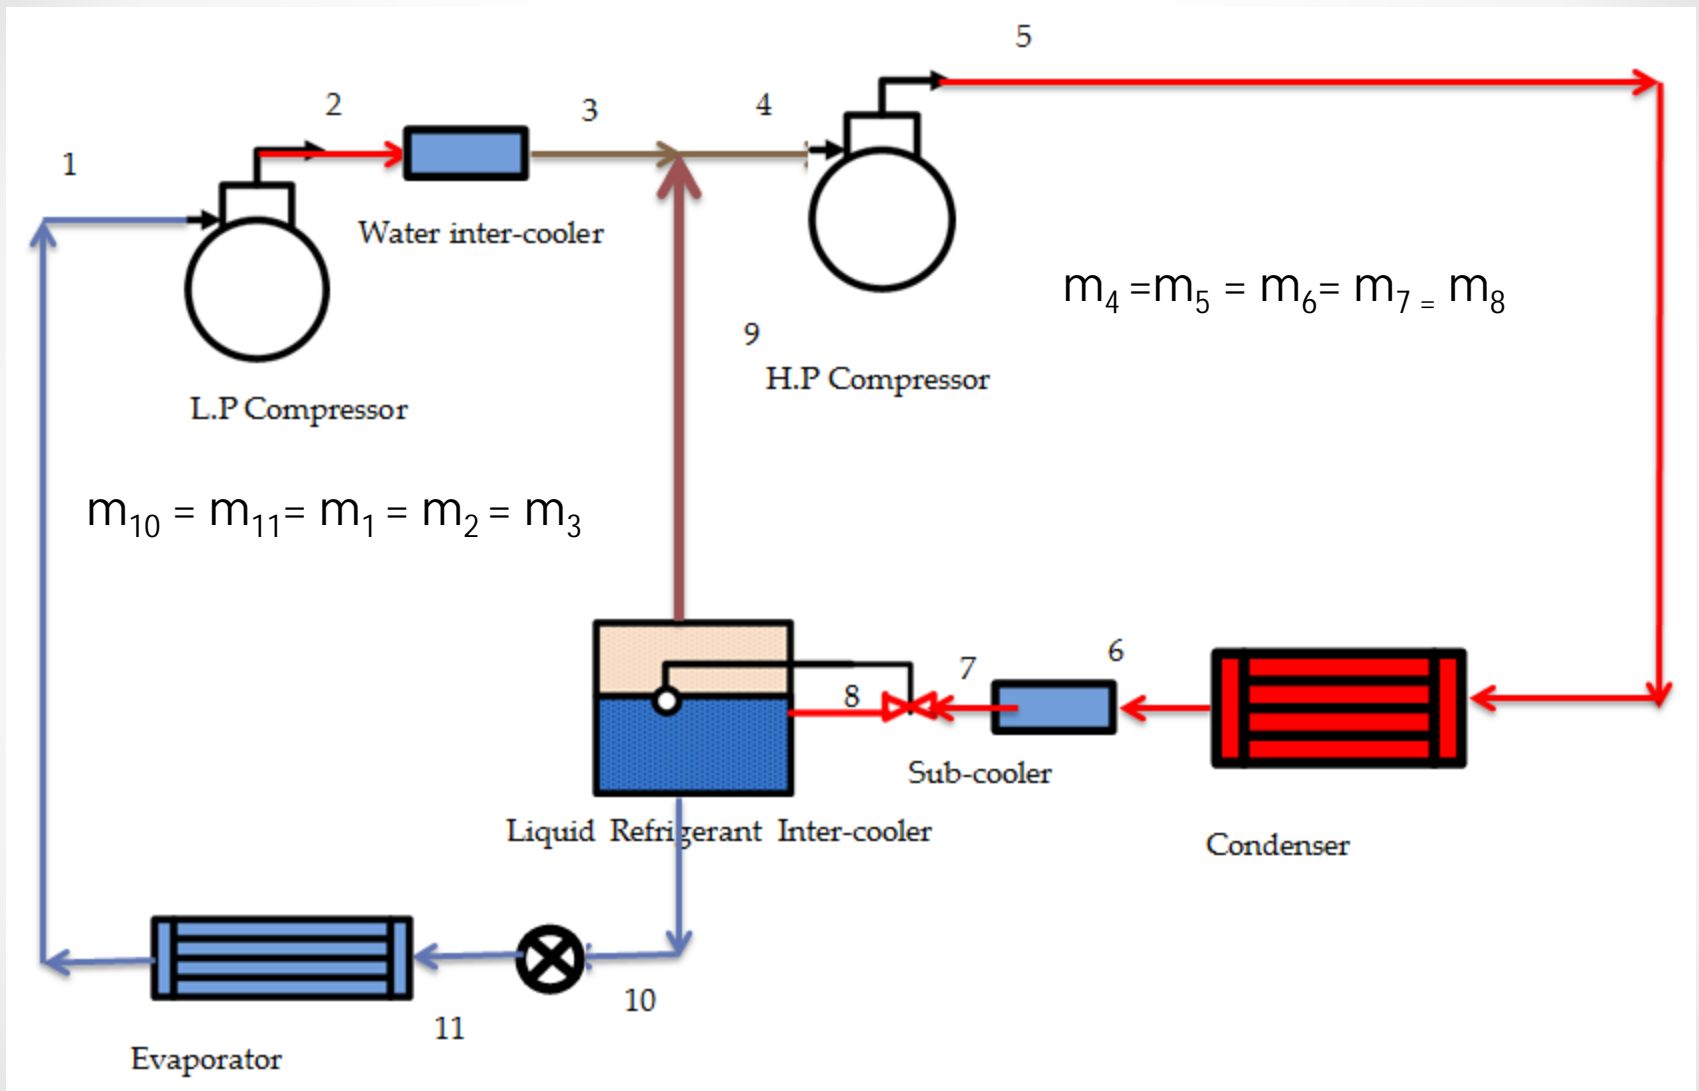 5
2
3
4
1
Water inter-cooler
m₄ =m₅ = m₆= m₇ ₌ m₈
9
H.P Compressor
L.P Compressor
m₁₀ = m₁₁= m₁ = m₂ = m₃
6
7
8
Sub-cooler
Liquid Refrigerant Inter-cooler
Condenser
10
11
Evaporator